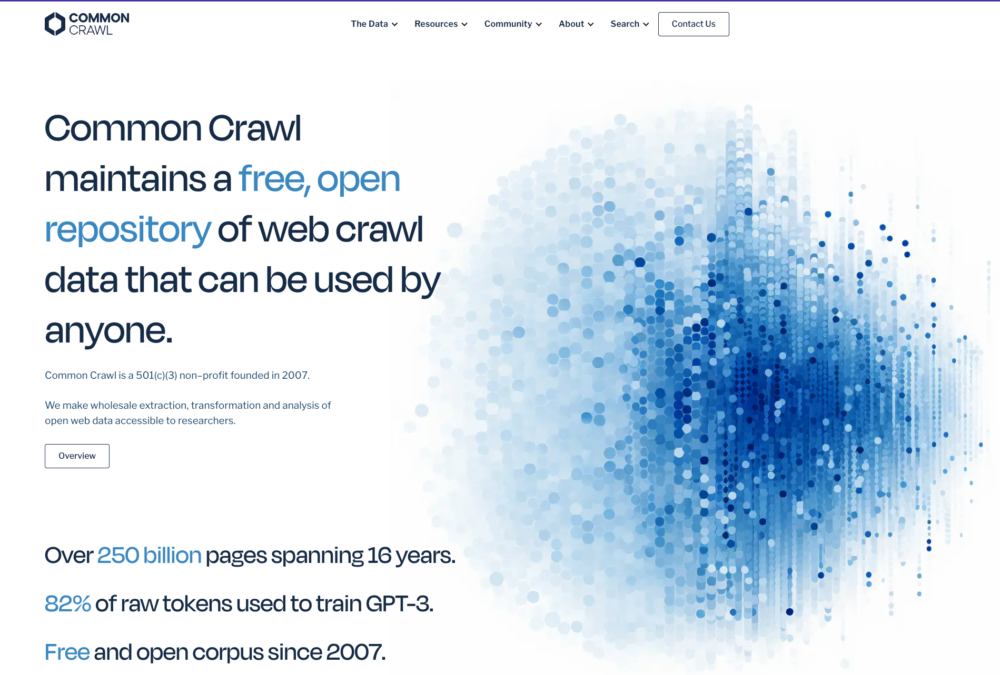 COMMON
CRAWL
The Data
Resources
Community
About
Search
Contact Us
Common Crawl
maintains a free, open
repository of web crawl
data that can be used by
anyone.
Common Crawl is a 501(c)(3) non–profit founded in 2007.
We make wholesale extraction, transformation and analysis of
open web data accessible to researchers.
Overview
Over 250 billion pages spanning 16 years.
82% of raw tokens used to train GPT-3.
Free and open corpus since 2007.